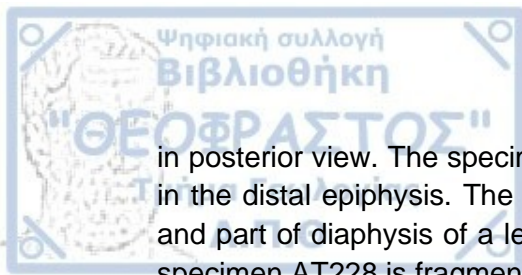 Ψηφιακή συλλογή
Βιβλιοθήκη
"ΘΕΟΦΡΑΣΤΟΣ"
in posterior view. The speci
in the distal epiphysis. The
and part of diaphysis of a le
specimen AT228 is fragmen